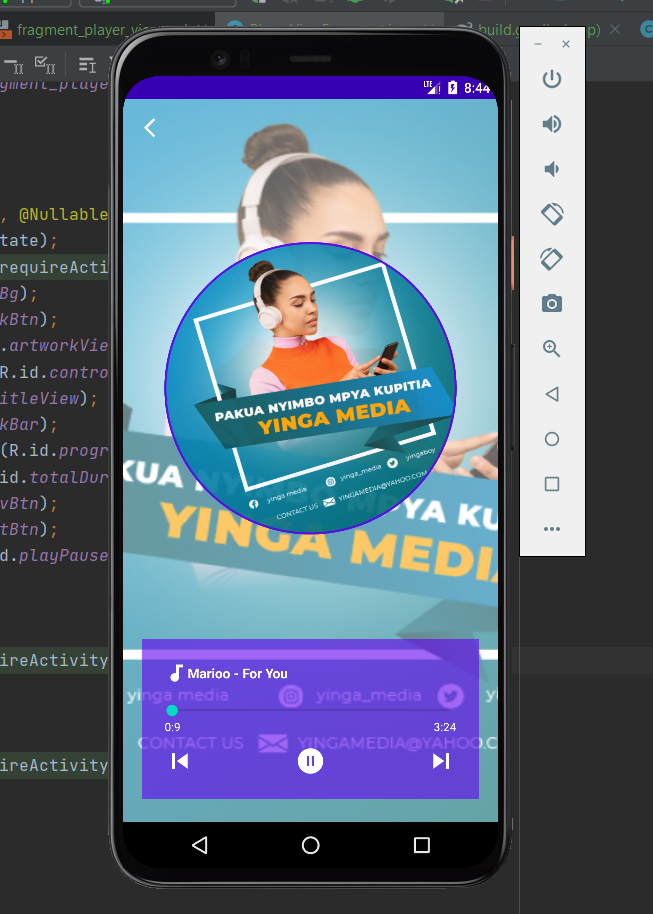 fragment_player_vi
build.g
gment_playe
8:44
, @Nullable
tate);
requireActi
Bg);
kBtn);
.artworkVie
R.id.contro
itleView);
kBar);
(R.id.progr
id.totalDur
vBtn);
tBtn);
d.playPause
ireActivity
ireActivity
LTE
PAKUA NYIMBO MPYA KUPITIA
YINGA MEDIA
yinga media
yinga_media
yingaboy
CONTACT US YINGAMEDIA@YAHOO.COM
KUA NY
PYA KU
YINGA MEDIA
Marioo - For You
yinga media yinga_media yi
0:9 3:24
CONTACT US YINGAMEDIA@YAHOO.C